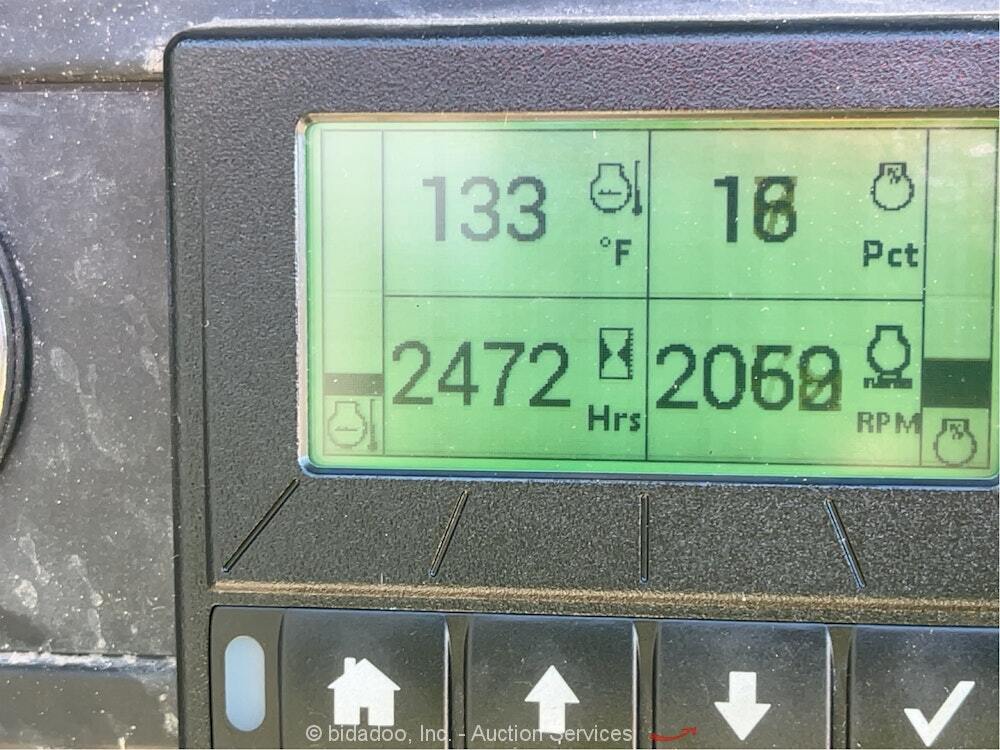 133 °F
Pct
2472 Hrs
RPM
© bidadoo, Inc. - Auction Services